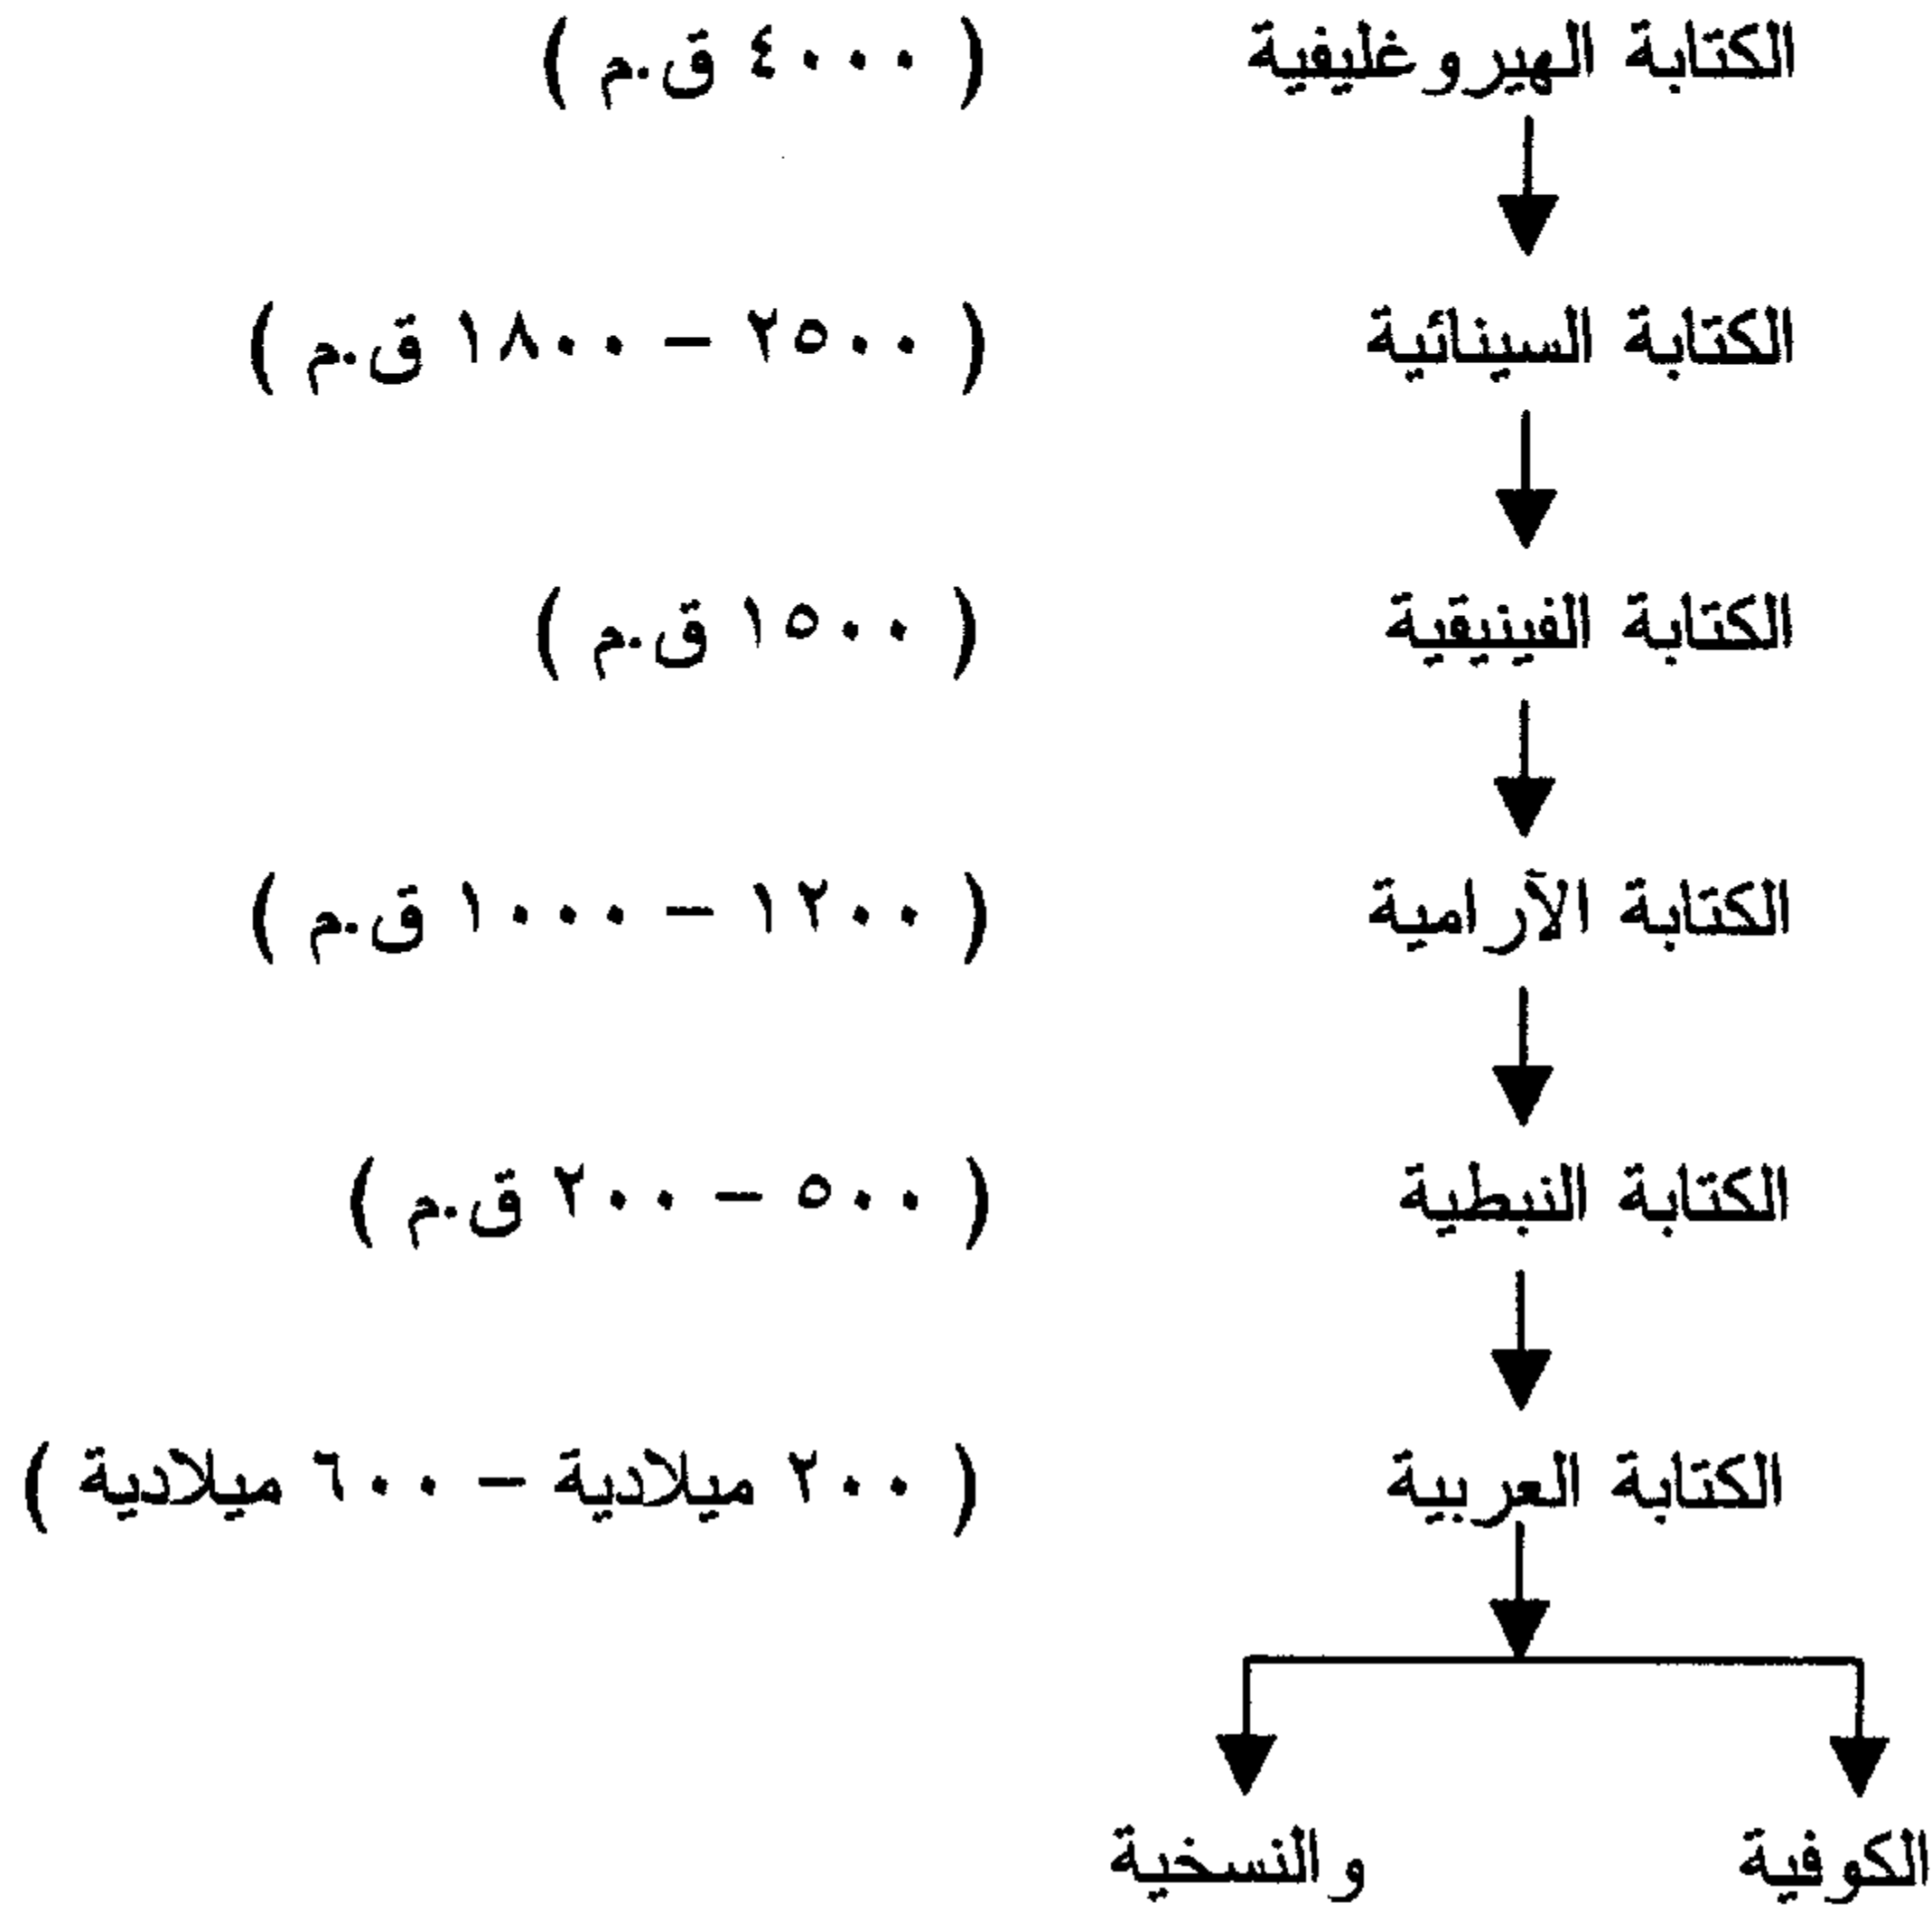 الكتابة الهيروغليفية ( ٤٠٠٠ ق.م )
الكتابة السينائية ( ٢٥٠٠ – ١٨٠٠ ق.م )
الكتابة الفينيقية ( ١٥٠٠ ق.م )
الكتابة الآرامية ( ١٢٠٠ – ١٠٠٠ ق.م )
الكتابة النبطية ( ٥٠٠ – ٢٠٠ ق.م )
الكتابة العربية ( ٢٠٠ ميلادية – ٦٠٠ ميلادية )
الكوفية والنسخية